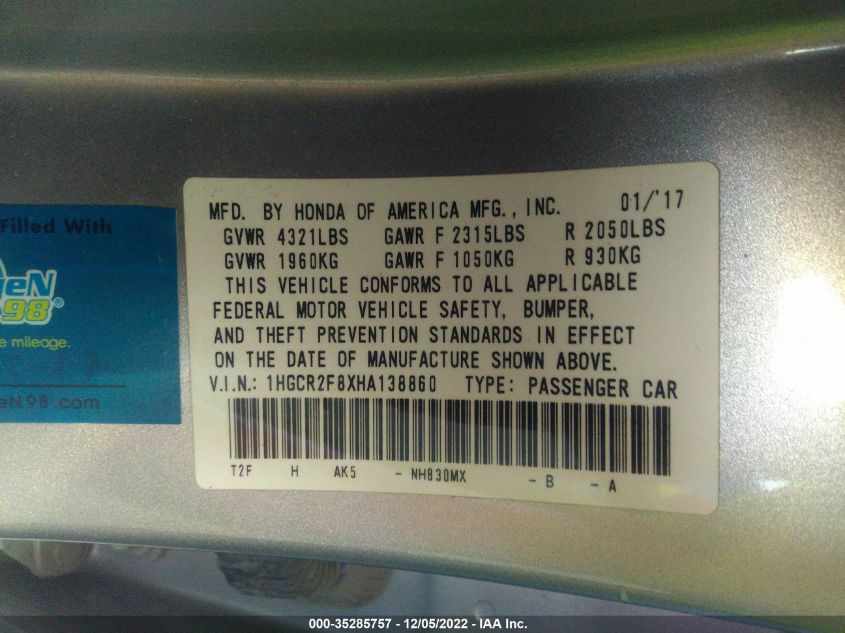 MFD. BY HONDA OF AMERICA MFG., INC. 01/'17
GVWR 4321LBS GAWR F 2315LBS R 2050LBS
GVWR 1960KG GAWR F 1050KG R 930KG
THIS VEHICLE CONFORMS TO ALL APPLICABLE
FEDERAL MOTOR VEHICLE SAFETY, BUMPER,
AND THEFT PREVENTION STANDARDS IN EFFECT
ON THE DATE OF MANUFACTURE SHOWN ABOVE.
V.I.N.: 1HGCR2F8XHA138860 TYPE: PASSENGER CAR
T2F H AK5 - NH830MX - B - A
Filled With
eN
98®
e mileage.
eN98.com
000-35285757 - 12/05/2022 - IAA Inc.